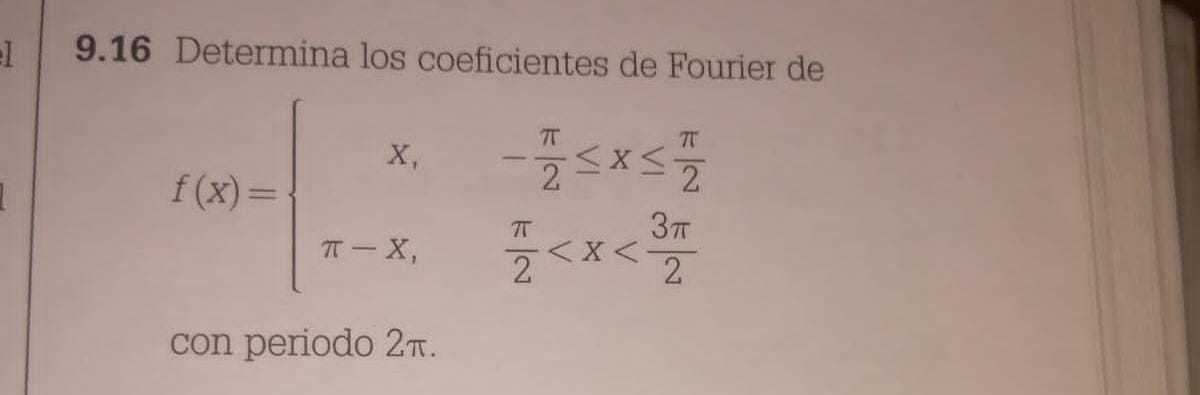 9.16 Determina los coeficientes de Fourier de
f(x) = { x, -π/2 ≤ x ≤ π/2
π - x, π/2 < x < 3π/2
con periodo 2π.